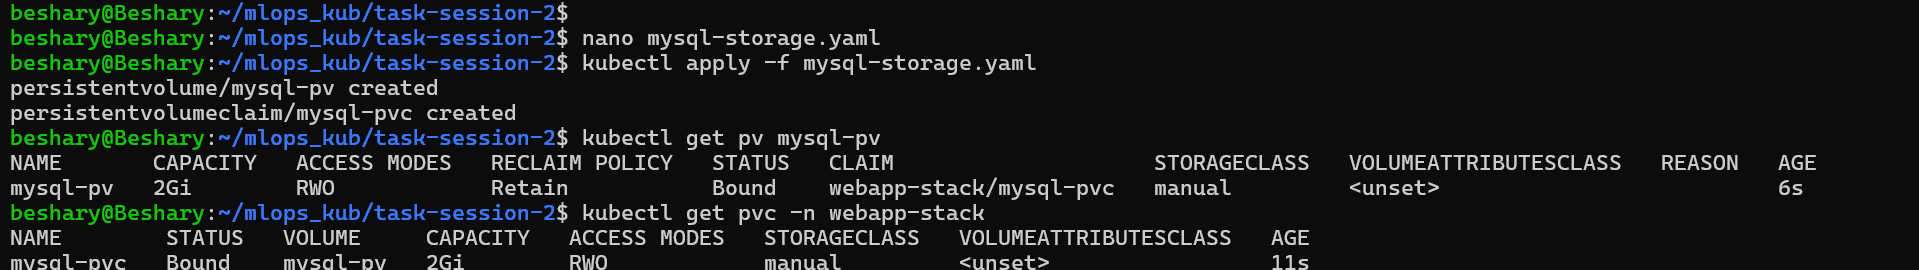 beshary@Beshary:~/mlops_kub/task-session-2$
beshary@Beshary:~/mlops_kub/task-session-2$ nano mysql-storage.yaml
beshary@Beshary:~/mlops_kub/task-session-2$ kubectl apply -f mysql-storage.yaml
persistentvolume/mysql-pv created
persistentvolumeclaim/mysql-pvc created
beshary@Beshary:~/mlops_kub/task-session-2$ kubectl get pv mysql-pv
NAME       CAPACITY   ACCESS MODES   RECLAIM POLICY   STATUS   CLAIM                    STORAGECLASS   VOLUMEATTRIBUTESCLASS   REASON   AGE
mysql-pv   2Gi        RWO            Retain           Bound    webapp-stack/mysql-pvc   manual         <unset>                          6s
beshary@Beshary:~/mlops_kub/task-session-2$ kubectl get pvc -n webapp-stack
NAME        STATUS   VOLUME     CAPACITY   ACCESS MODES   STORAGECLASS   VOLUMEATTRIBUTESCLASS   AGE
mysql-pvc   Bound    mysql-pv   2Gi        RWO            manual         <unset>                 11s